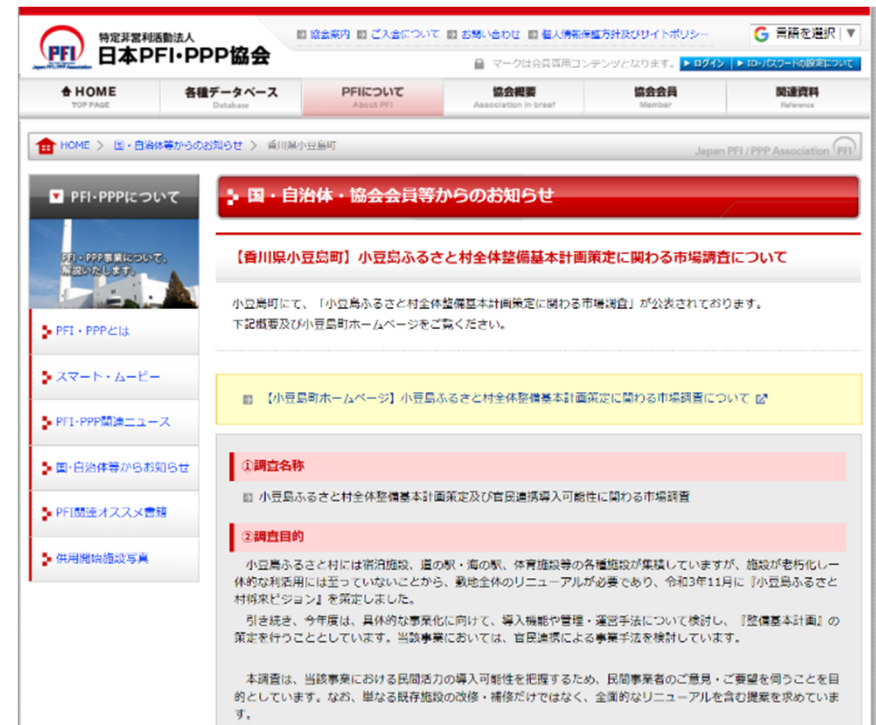 PFI
Japan PFI/PPP Association
特定非営利活動法人
日本PFI・PPP協会
協会案内 ご入会について お問い合わせ 個人情報保護方針及びサイトポリシー
G 言語を選択 ▼
マークは会員専用コンテンツとなります。 ログイン ID・パスワードの設定について
HOME 各種データベース PFIについて 協会概要 協会会員 関連資料
TOP PAGE Database About PFI Association in breef Member Reference
HOME > 国・自治体等からのお知らせ > 香川県小豆島町
Japan PFI/PPP Association PFI
PFI・PPPについて
PFI・PPP事業について、
解説いたします。
PFI・PPPとは
スマート・ムービー
PFI・PPP関連ニュース
国・自治体等からお知らせ
PFI関連オススメ書籍
供用開始施設写真
国・自治体・協会会員等からのお知らせ
【香川県小豆島町】小豆島ふるさと村全体整備基本計画策定に関わる市場調査について
小豆島町にて、「小豆島ふるさと村全体整備基本計画策定に関わる市場調査」が公表されております。
下記概要及び小豆島町ホームページをご覧ください。
【小豆島町ホームページ】小豆島ふるさと村全体整備基本計画策定に関わる市場調査について
①調査名称
小豆島ふるさと村全体整備基本計画策定及び官民連携導入可能性に関わる市場調査
②調査目的
小豆島ふるさと村には宿泊施設、道の駅・海の駅、体育施設等の各種施設が集積していますが、施設が老朽化し一
体的な利活用には至っていないことから、敷地全体のリニューアルが必要であり、令和3年11月に『小豆島ふるさと
村将来ビジョン』を策定しました。
引き続き、今年度は、具体的な事業化に向けて、導入機能や管理・運営手法について検討し、『整備基本計画』の
策定を行うこととしています。当該事業においては、官民連携による事業手法を検討しています。
本調査は、当該事業における民間活力の導入可能性を把握するため、民間事業者のご意見・ご要望を伺うことを目
的としています。なお、単なる既存施設の改修・補修だけではなく、全面的なリニューアルを含む提案を求めていま
す。